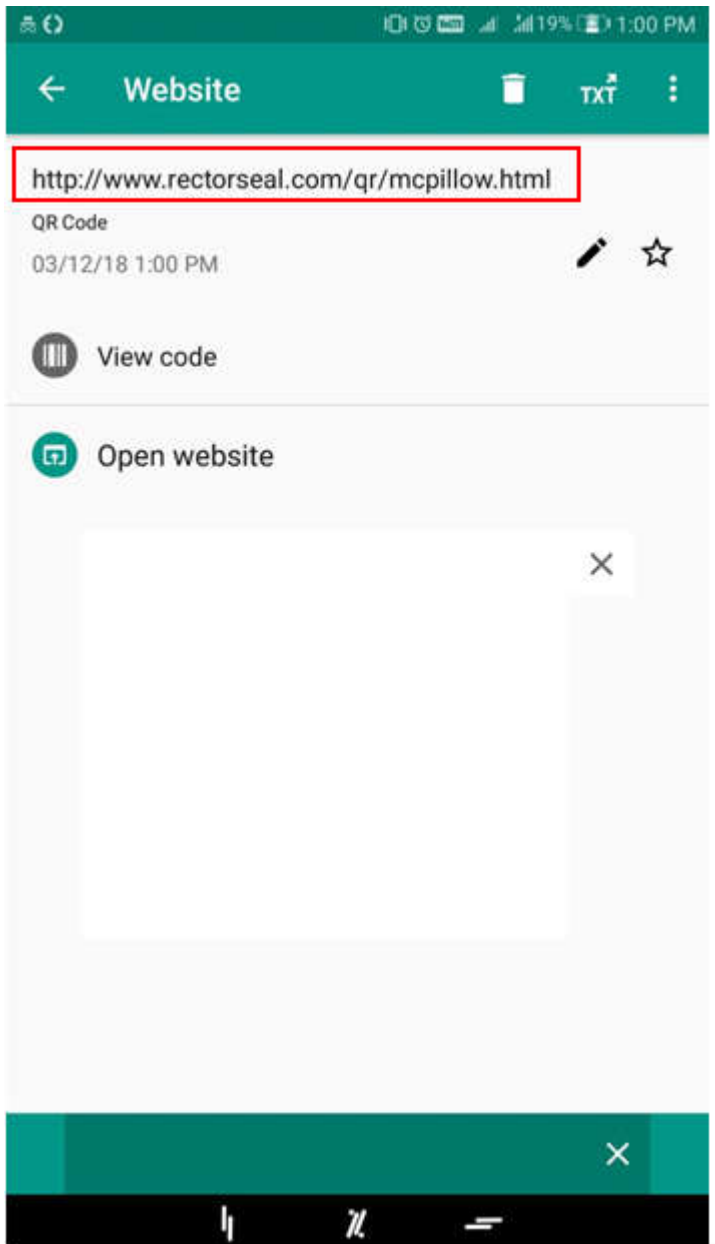 19% 1:00 PM
Website
TXT
http://www.rectorseal.com/qr/mcpillow.html
QR Code
03/12/18 1:00 PM
View code
Open website